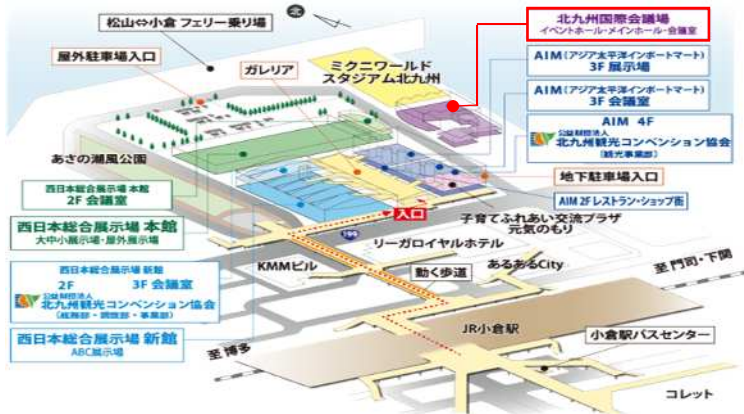 北
松山⇔小倉 フェリー乗り場
北九州国際会議場
イベントホール・メインホール・会議室
屋外駐車場入口
ガレリア
ミクニワールド
スタジアム北九州
AIM(アジア太平洋インポートマート)
3F 展示場
AIM(アジア太平洋インポートマート)
3F 会議室
AIM 4F
公益財団法人
北九州観光コンベンション協会
(観光事業部)
あさの潮風公園
地下駐車場入口
西日本総合展示場 本館
2F 会議室
AIM 2F レストラン・ショップ街
入口
子育てふれあい交流プラザ
元気のもり
西日本総合展示場 本館
大中小展示場・屋外展示場
199
リーガロイヤルホテル
西日本総合展示場 新館
2F 3F 会議室
公益財団法人
北九州観光コンベンション協会
KMMビル
動く歩道
あるあるCity
至 門司・下関
西日本総合展示場 新館
ABC展示場
至 博多
JR小倉駅
小倉駅バスセンター
コレット